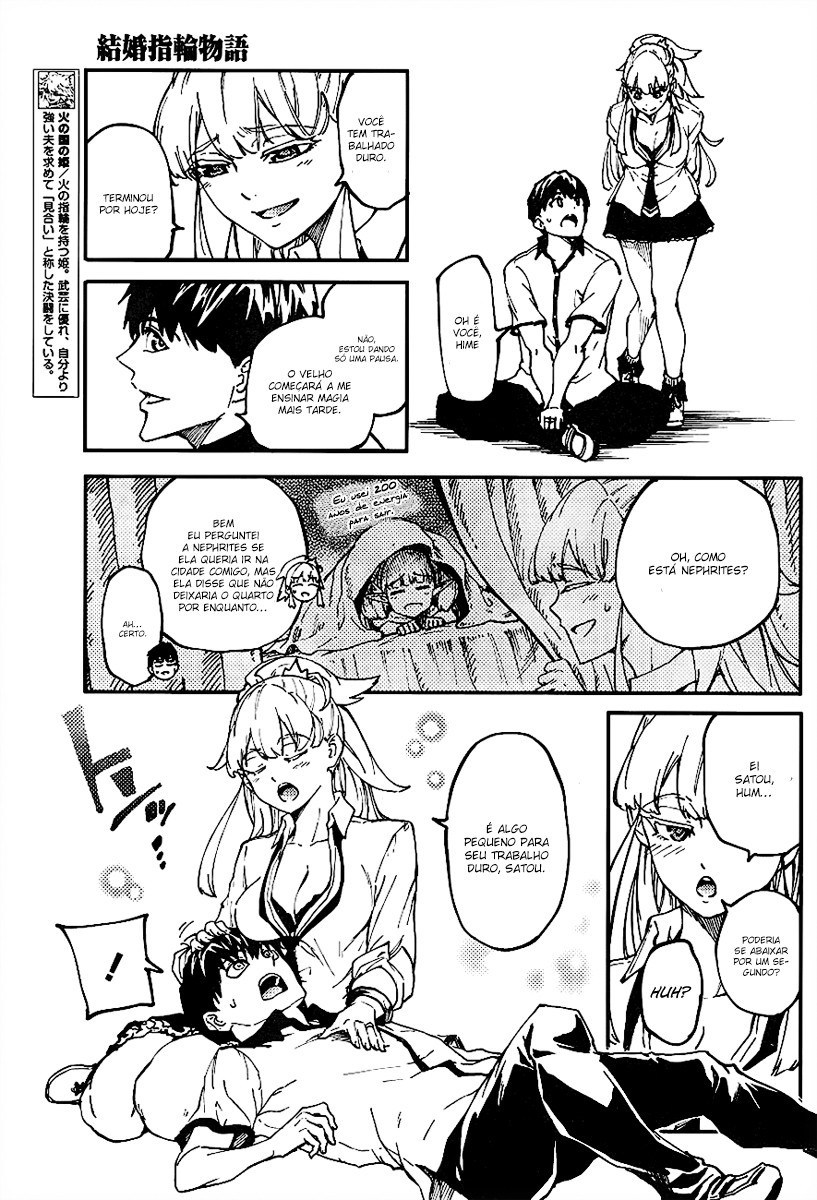 結婚指輪物語
火の国の姫／火の指輪を持つ姫。武芸に優れ、自分より
強い夫を求めて「見合い」と称した決闘をしている。
OH É
VOCÊ,
HIME
VOCÊ
TEM TRA-
BALHADO
DURO.
TERMINOU
POR HOJE?
NÃO,
ESTOU DANDO
SÓ UMA PAUSA.
O VELHO
COMEÇARÁ A ME
ENSINAR MAGIA
MAIS TARDE.
OH, COMO
ESTÁ NEPHRITES?
Eu usei 200
anos de energia
para sair.
BEM
EU PERGUNTEI
A NEPHRITES SE
ELA QUERIA IR NA
CIDADE COMIGO, MAS
ELA DISSE QUE NÃO
DEIXARIA O QUARTO
POR ENQUANTO...
AH...
CERTO.
EI
SATOU,
HUM...
PODERIA
SE ABAIXAR
POR UM SE-
GUNDO?
HUH?
É ALGO
PEQUENO PARA
SEU TRABALHO
DURO, SATOU.
トン…
!